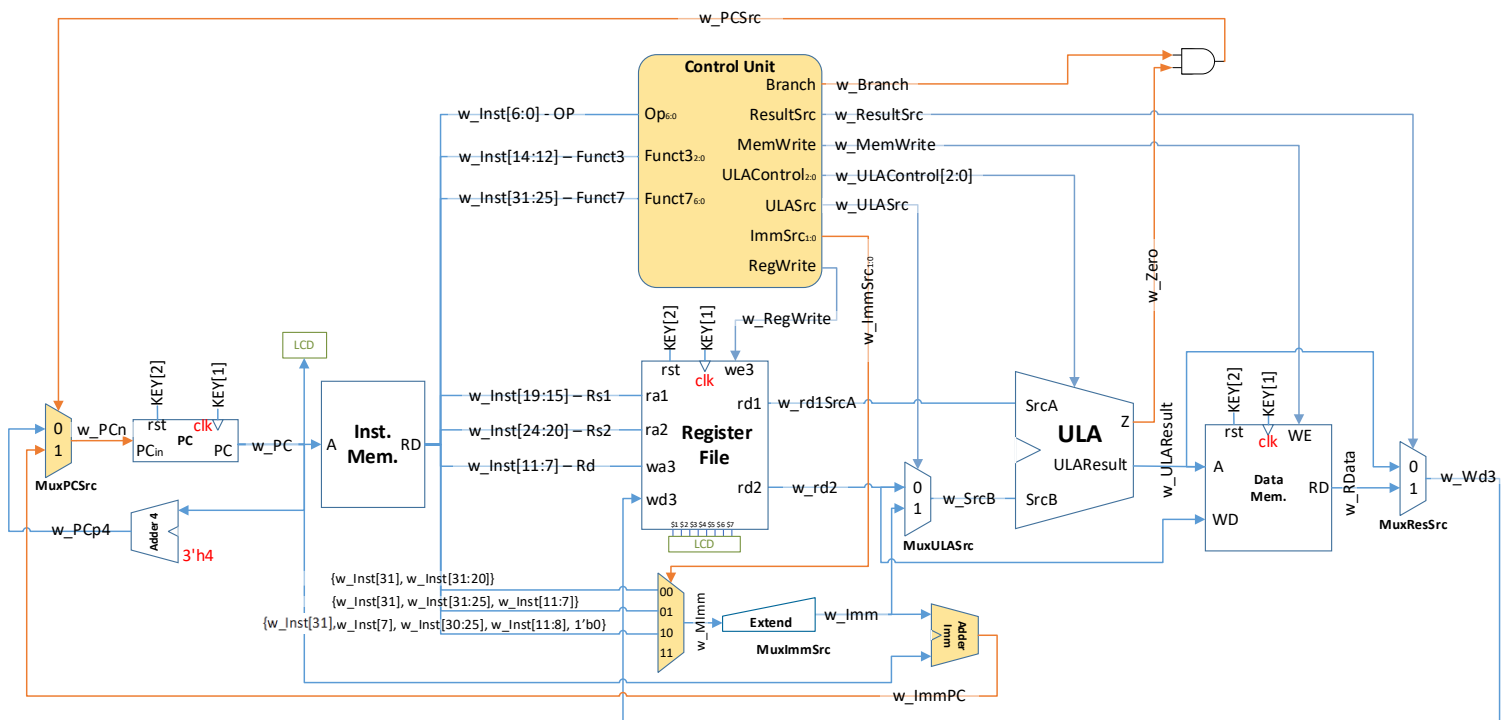 w_PCSrc
Control Unit
Branch
ResultSrc
MemWrite
ULAControl2:0
ULASrc
ImmSrc1:0
RegWrite
Op6:0
Funct32:0
Funct76:0
w_Inst[6:0] - OP
w_Inst[14:12] – Funct3
w_Inst[31:25] – Funct7
w_Branch
w_ResultSrc
w_MemWrite
w_ULAControl[2:0]
w_ULASrc
w_ImmSrc1:0
w_RegWrite
w_Zero
LCD
KEY[2]
KEY[1]
rst
clk
PC
PCin
PC
0
1
MuxPCSrc
w_PCn
w_PC
w_PCp4
Adder 4
3'h4
A
Inst.
Mem.
RD
w_Inst[19:15] – Rs1
w_Inst[24:20] – Rs2
w_Inst[11:7] – Rd
KEY[2]
KEY[1]
rst
clk
we3
ra1
ra2
wa3
wd3
rd1
rd2
Register
File
$1 $2 $3 $4 $5 $6 $7
LCD
w_rd1SrcA
w_rd2
0
1
MuxULASrc
w_SrcB
SrcA
SrcB
ULA
Z
ULAResult
w_ULAResult
KEY[2]
KEY[1]
rst
clk
WE
A
WD
RD
Data
Mem.
w_RData
0
1
MuxResSrc
w_Wd3
{w_Inst[31], w_Inst[31:20]}
{w_Inst[31], w_Inst[31:25], w_Inst[11:7]}
{w_Inst[31],w_Inst[7], w_Inst[30:25], w_Inst[11:8], 1'b0}
00
01
10
11
w_MImm
Extend
MuxImmSrc
w_Imm
Adder
Imm
w_ImmPC